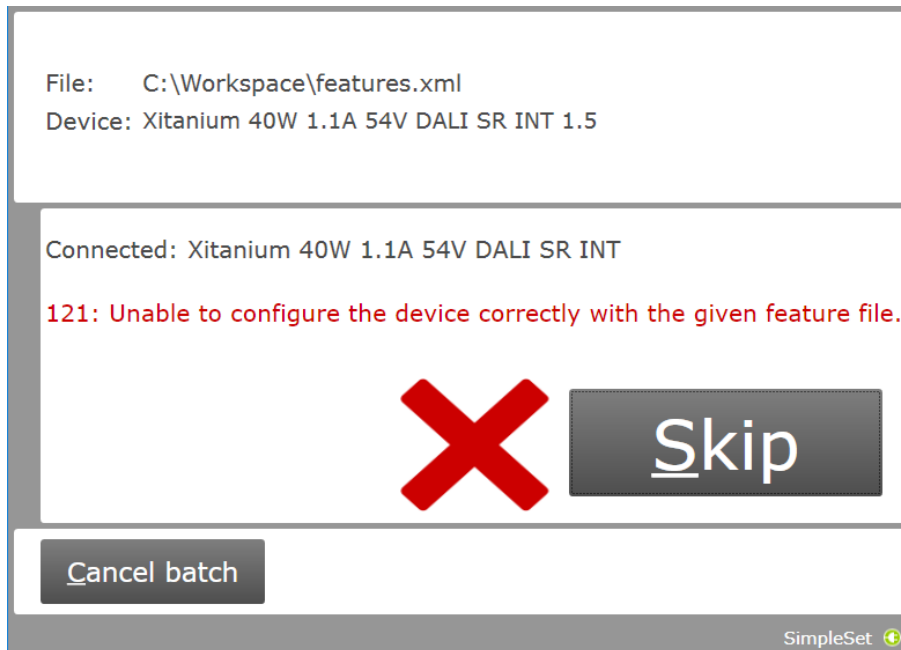 File: C:\Workspace\features.xml
Device: Xitanium 40W 1.1A 54V DALI SR INT 1.5
Connected: Xitanium 40W 1.1A 54V DALI SR INT
121: Unable to configure the device correctly with the given feature file.
Skip
Cancel batch
SimpleSet